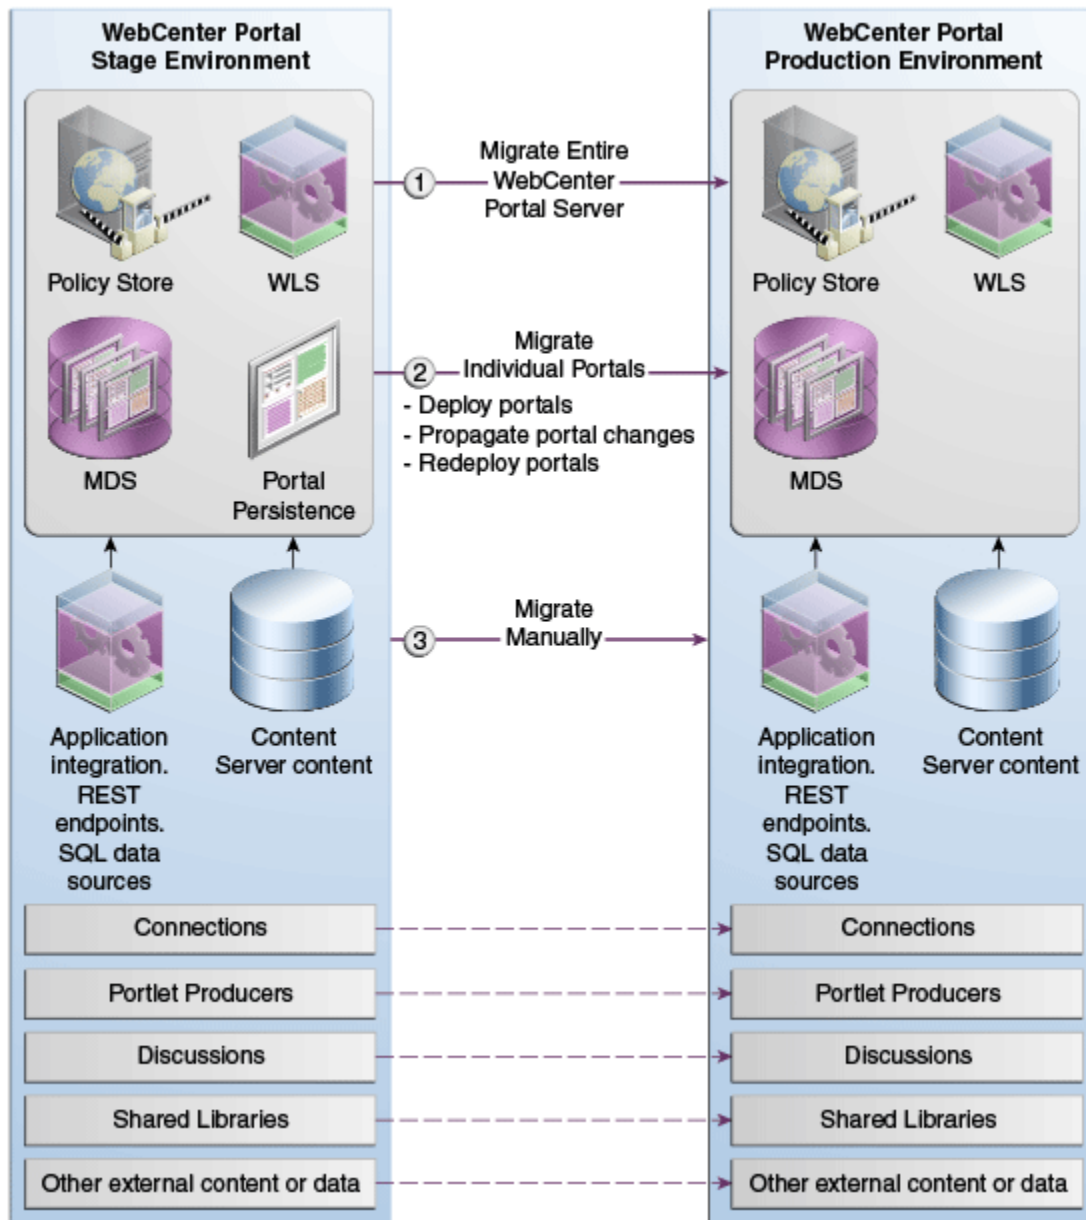 WebCenter Portal
Stage Environment
Policy Store
WLS
MDS
Portal
Persistence
Application
integration.
REST
endpoints.
SQL data
sources
Content
Server content
Connections
Portlet Producers
Discussions
Shared Libraries
Other external content or data
1
Migrate Entire
WebCenter
Portal Server
2
Migrate
Individual Portals
- Deploy portals
- Propagate portal changes
- Redeploy portals
3
Migrate
Manually
WebCenter Portal
Production Environment
Policy Store
WLS
MDS
Application
integration.
REST
endpoints.
SQL data
sources
Content
Server content
Connections
Portlet Producers
Discussions
Shared Libraries
Other external content or data